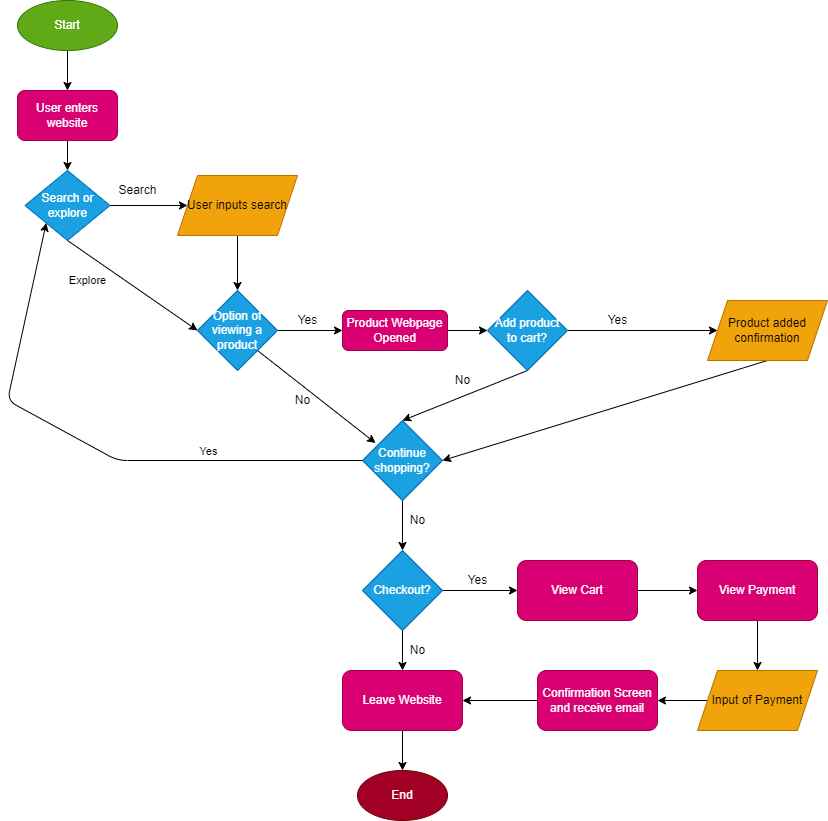 Start
User enters
website
Search or
explore
Search
User inputs search
Explore
Option of
viewing a
product
Yes
Product Webpage
Opened
Add product
to cart?
Yes
Product added
confirmation
No
No
Continue
shopping?
Yes
No
Checkout?
Yes
View Cart
View Payment
No
Leave Website
Confirmation Screen
and receive email
Input of Payment
End